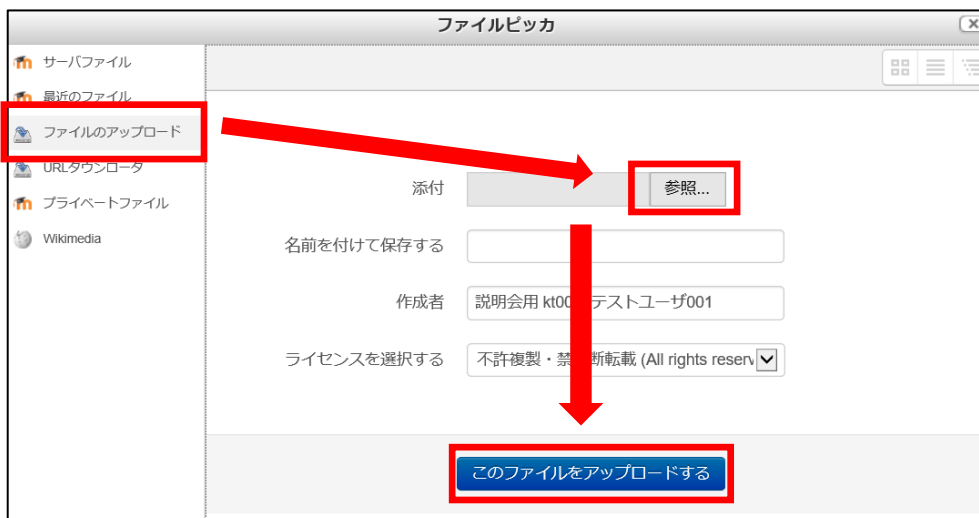 ファイルピッカ
サーバファイル
最近のファイル
ファイルのアップロード
URLダウンローダ
プライベートファイル
Wikimedia
添付
参照...
名前を付けて保存する
作成者
説明会用 kt00 テストユーザ001
ライセンスを選択する
不許複製・禁 断転載 (All rights reserv
このファイルをアップロードする